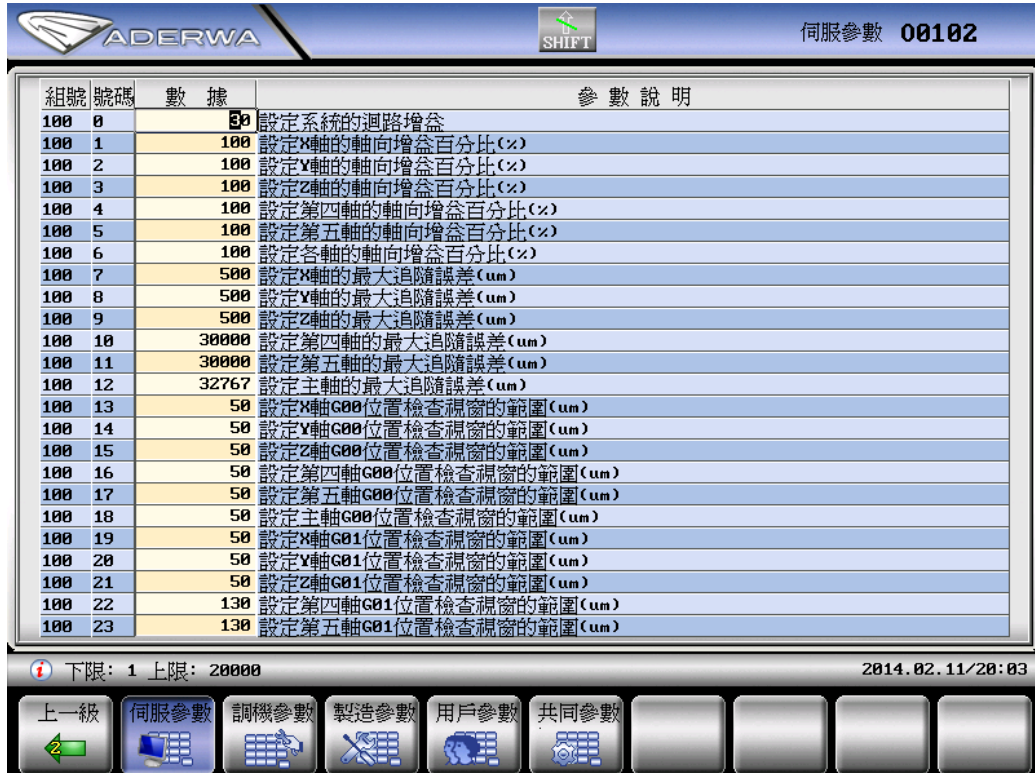 ADERWA
SHIFT
伺服參數 00102
組號 號碼 數 據 參 數 說 明
100 0 30 設定系統的迴路增益
100 1 100 設定X軸的軸向增益百分比(%)
100 2 100 設定Y軸的軸向增益百分比(%)
100 3 100 設定Z軸的軸向增益百分比(%)
100 4 100 設定第四軸的軸向增益百分比(%)
100 5 100 設定第五軸的軸向增益百分比(%)
100 6 100 設定各軸的軸向增益百分比(%)
100 7 500 設定X軸的最大追隨誤差(um)
100 8 500 設定Y軸的最大追隨誤差(um)
100 9 500 設定Z軸的最大追隨誤差(um)
100 10 30000 設定第四軸的最大追隨誤差(um)
100 11 30000 設定第五軸的最大追隨誤差(um)
100 12 32767 設定主軸的最大追隨誤差(um)
100 13 50 設定X軸G00位置檢查視窗的範圍(um)
100 14 50 設定Y軸G00位置檢查視窗的範圍(um)
100 15 50 設定Z軸G00位置檢查視窗的範圍(um)
100 16 50 設定第四軸G00位置檢查視窗的範圍(um)
100 17 50 設定第五軸G00位置檢查視窗的範圍(um)
100 18 50 設定主軸G00位置檢查視窗的範圍(um)
100 19 50 設定X軸G01位置檢查視窗的範圍(um)
100 20 50 設定Y軸G01位置檢查視窗的範圍(um)
100 21 50 設定Z軸G01位置檢查視窗的範圍(um)
100 22 130 設定第四軸G01位置檢查視窗的範圍(um)
100 23 130 設定第五軸G01位置檢查視窗的範圍(um)
下限: 1 上限: 20000 2014.02.11/20:03
上一級 伺服參數 調機參數 製造參數 用戶參數 共同參數
2